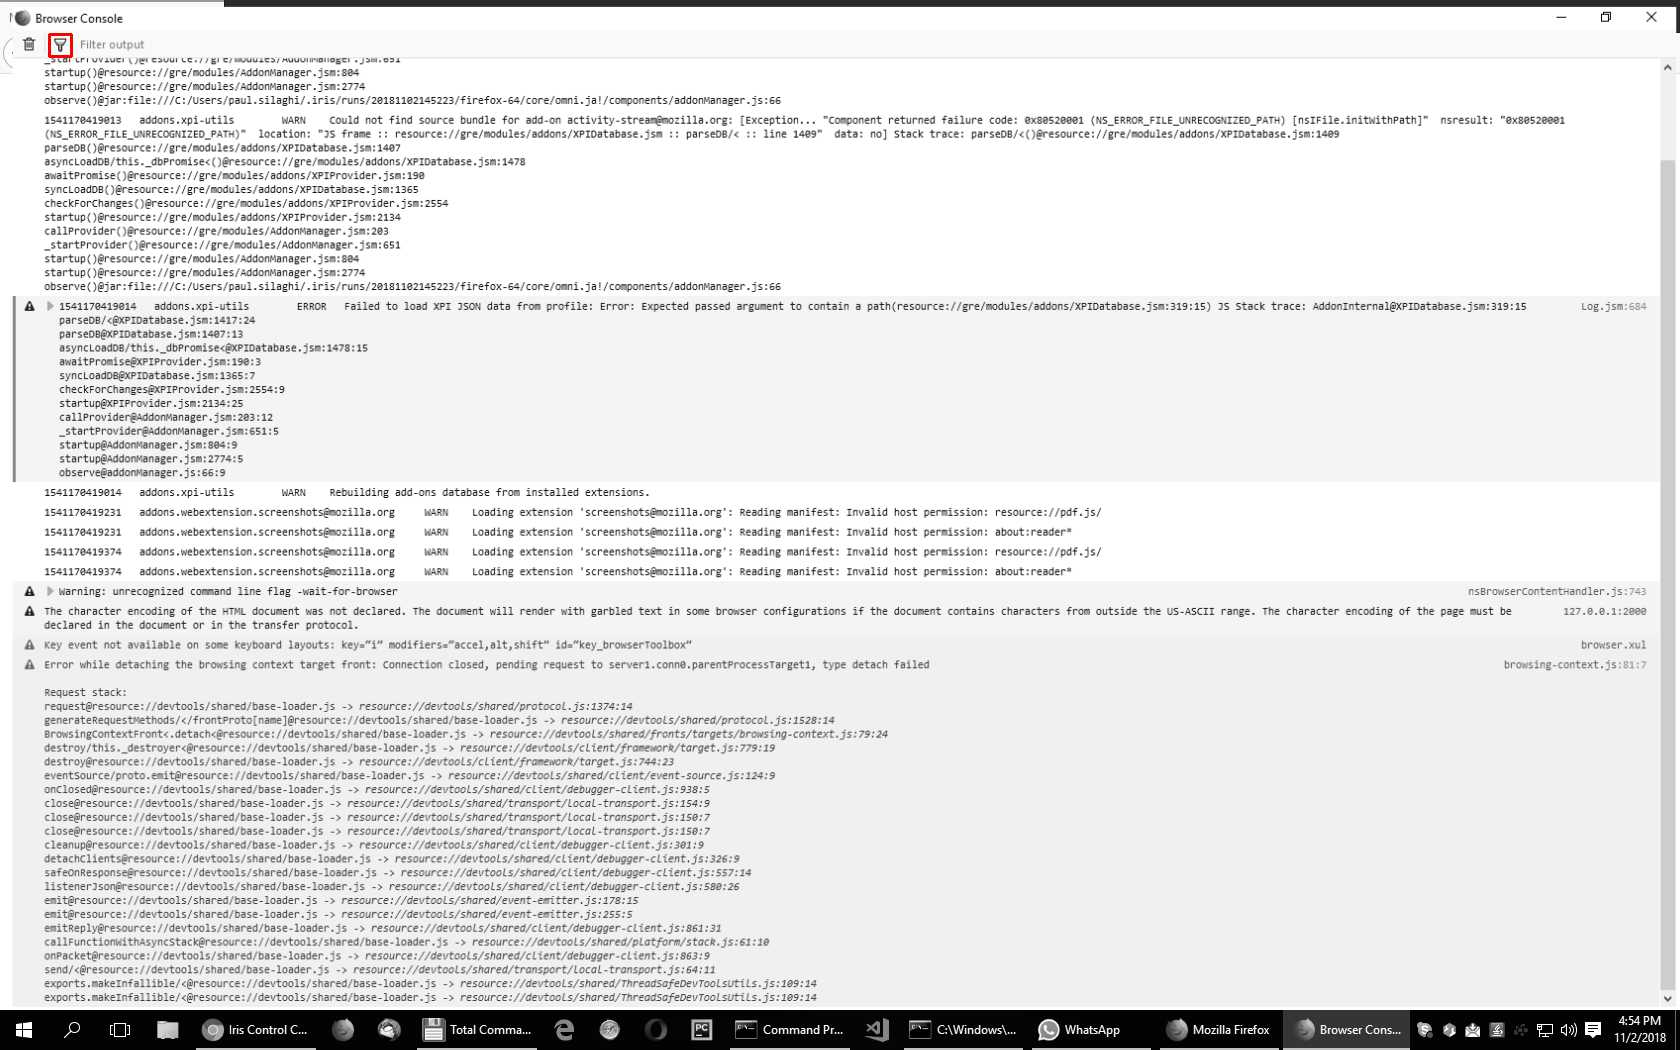 Browser Console
Filter output
_startProvider()@resource://gre/modules/AddonManager.jsm:651
startup()@resource://gre/modules/AddonManager.jsm:804
startup()@resource://gre/modules/AddonManager.jsm:2774
observe()@jar:file:///C:/Users/paul.silaghi/.iris/runs/20181102145223/firefox-64/core/omni.ja!/components/addonManager.js:66
1541170419013 addons.xpi-utils WARN Could not find source bundle for add-on activity-stream@mozilla.org: [Exception... "Component returned failure code: 0x80520001 (NS_ERROR_FILE_UNRECOGNIZED_PATH) [nsIFile.initWithPath]" nsresult: "0x80520001
(NS_ERROR_FILE_UNRECOGNIZED_PATH)" location: "JS frame :: resource://gre/modules/addons/XPIDatabase.jsm :: parseDB/< :: line 1409" data: no] Stack trace: parseDB/<()@resource://gre/modules/addons/XPIDatabase.jsm:1409
parseDB()@resource://gre/modules/addons/XPIDatabase.jsm:1407
asyncLoadDB/this._dbPromise<()@resource://gre/modules/addons/XPIDatabase.jsm:1478
awaitPromise()@resource://gre/modules/addons/XPIProvider.jsm:190
syncLoadDB()@resource://gre/modules/addons/XPIDatabase.jsm:1365
checkForChanges()@resource://gre/modules/addons/XPIProvider.jsm:2554
startup()@resource://gre/modules/addons/XPIProvider.jsm:2134
callProvider()@resource://gre/modules/AddonManager.jsm:203
_startProvider()@resource://gre/modules/AddonManager.jsm:651
startup()@resource://gre/modules/AddonManager.jsm:804
startup()@resource://gre/modules/AddonManager.jsm:2774
observe()@jar:file:///C:/Users/paul.silaghi/.iris/runs/20181102145223/firefox-64/core/omni.ja!/components/addonManager.js:66
1541170419014 addons.xpi-utils ERROR Failed to load XPI JSON data from profile: Error: Expected passed argument to contain a path(resource://gre/modules/addons/XPIDatabase.jsm:319:15) JS Stack trace: AddonInternal@XPIDatabase.jsm:319:15 Log.jsm:684
parseDB/<@XPIDatabase.jsm:1417:24
parseDB@XPIDatabase.jsm:1407:13
asyncLoadDB/this._dbPromise<@XPIDatabase.jsm:1478:15
awaitPromise@XPIProvider.jsm:190:3
syncLoadDB@XPIDatabase.jsm:1365:7
checkForChanges@XPIProvider.jsm:2554:9
startup@XPIProvider.jsm:2134:25
callProvider@AddonManager.jsm:203:12
_startProvider@AddonManager.jsm:651:5
startup@AddonManager.jsm:804:9
startup@AddonManager.jsm:2774:5
observe@addonManager.js:66:9
1541170419014 addons.xpi-utils WARN Rebuilding add-ons database from installed extensions.
1541170419231 addons.webextension.screenshots@mozilla.org WARN Loading extension 'screenshots@mozilla.org': Reading manifest: Invalid host permission: resource://pdf.js/
1541170419231 addons.webextension.screenshots@mozilla.org WARN Loading extension 'screenshots@mozilla.org': Reading manifest: Invalid host permission: about:reader*
1541170419374 addons.webextension.screenshots@mozilla.org WARN Loading extension 'screenshots@mozilla.org': Reading manifest: Invalid host permission: resource://pdf.js/
1541170419374 addons.webextension.screenshots@mozilla.org WARN Loading extension 'screenshots@mozilla.org': Reading manifest: Invalid host permission: about:reader*
Warning: unrecognized command line flag -wait-for-browser nsBrowserContentHandler.js:743
The character encoding of the HTML document was not declared. The document will render with garbled text in some browser configurations if the document contains characters from outside the US-ASCII range. The character encoding of the page must be 127.0.0.1:2000
declared in the document or in the transfer protocol.
Key event not available on some keyboard layouts: key="i" modifiers="accel,alt,shift" id="key_browserToolbox" browser.xul
Error while detaching the browsing context target front: Connection closed, pending request to server1.conn0.parentProcessTarget1, type detach failed browsing-context.js:81:7
Request stack:
request@resource://devtools/shared/base-loader.js -> resource://devtools/shared/protocol.js:1374:14
generateRequestMethods/</frontProto[name]@resource://devtools/shared/base-loader.js -> resource://devtools/shared/protocol.js:1528:14
BrowsingContextFront<.detach<@resource://devtools/shared/base-loader.js -> resource://devtools/shared/fronts/targets/browsing-context.js:79:24
destroy/this._destroyer<@resource://devtools/shared/base-loader.js -> resource://devtools/client/framework/target.js:779:19
destroy@resource://devtools/shared/base-loader.js -> resource://devtools/client/framework/target.js:744:23
eventSource/proto.emit@resource://devtools/shared/base-loader.js -> resource://devtools/shared/client/event-source.js:124:9
onClosed@resource://devtools/shared/base-loader.js -> resource://devtools/shared/client/debugger-client.js:938:5
close@resource://devtools/shared/base-loader.js -> resource://devtools/shared/transport/local-transport.js:154:9
close@resource://devtools/shared/base-loader.js -> resource://devtools/shared/transport/local-transport.js:150:7
close@resource://devtools/shared/base-loader.js -> resource://devtools/shared/transport/local-transport.js:150:7
cleanup@resource://devtools/shared/base-loader.js -> resource://devtools/shared/client/debugger-client.js:301:9
detachClients@resource://devtools/shared/base-loader.js -> resource://devtools/shared/client/debugger-client.js:326:9
safeOnResponse@resource://devtools/shared/base-loader.js -> resource://devtools/shared/client/debugger-client.js:557:14
listenerJson@resource://devtools/shared/base-loader.js -> resource://devtools/shared/client/debugger-client.js:580:26
emit@resource://devtools/shared/base-loader.js -> resource://devtools/shared/event-emitter.js:178:15
emit@resource://devtools/shared/base-loader.js -> resource://devtools/shared/event-emitter.js:255:5
emitReply@resource://devtools/shared/base-loader.js -> resource://devtools/shared/client/debugger-client.js:861:31
callFunctionWithAsyncStack@resource://devtools/shared/base-loader.js -> resource://devtools/shared/platform/stack.js:61:10
onPacket@resource://devtools/shared/base-loader.js -> resource://devtools/shared/client/debugger-client.js:863:9
send/<@resource://devtools/shared/base-loader.js -> resource://devtools/shared/transport/local-transport.js:64:11
exports.makeInfallible/<@resource://devtools/shared/base-loader.js -> resource://devtools/shared/ThreadSafeDevToolsUtils.js:109:14
exports.makeInfallible/<@resource://devtools/shared/base-loader.js -> resource://devtools/shared/ThreadSafeDevToolsUtils.js:109:14
Iris Control C... Total Comma... PC Command Pr... C:\Windows\... WhatsApp Mozilla Firefox Browser Cons... 4:54 PM
11/2/2018